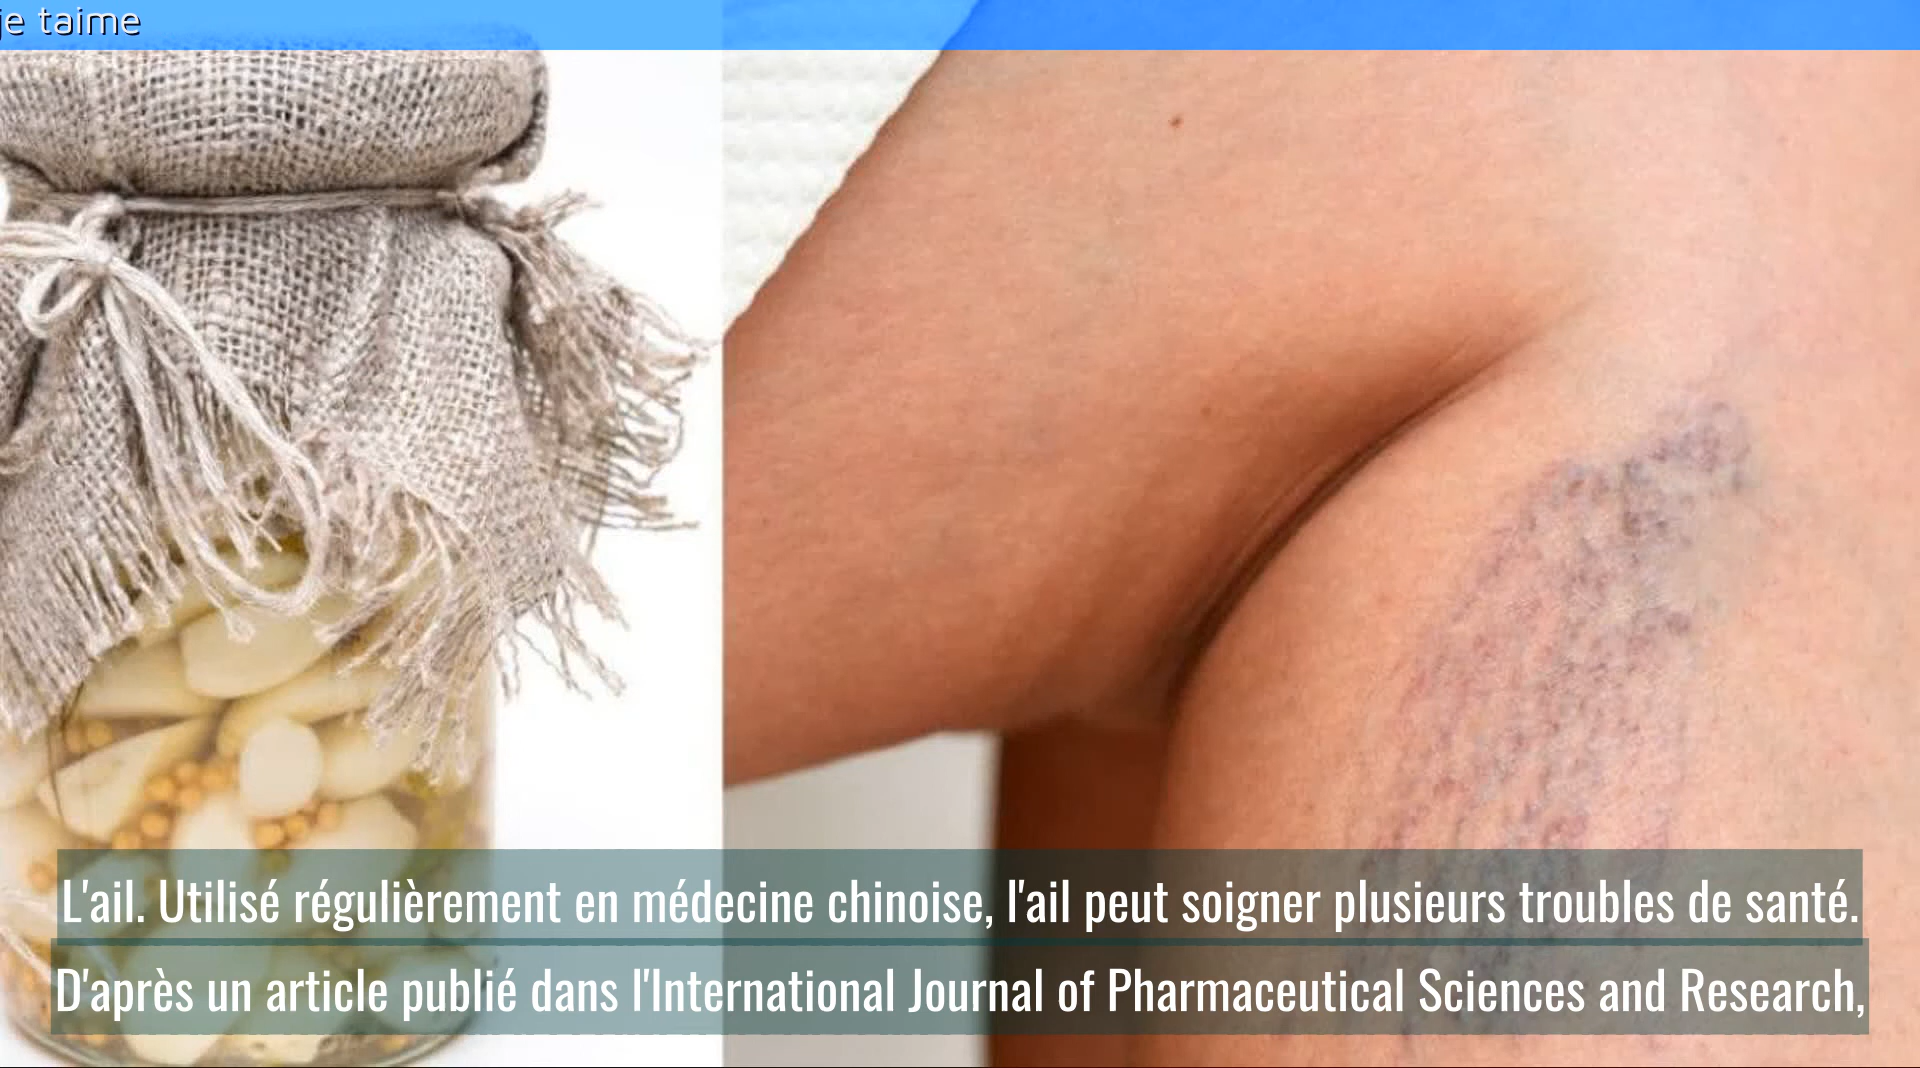 je taime
L'ail. Utilisé régulièrement en médecine chinoise, l'ail peut soigner plusieurs troubles de santé.
D'après un article publié dans l'International Journal of Pharmaceutical Sciences and Research,